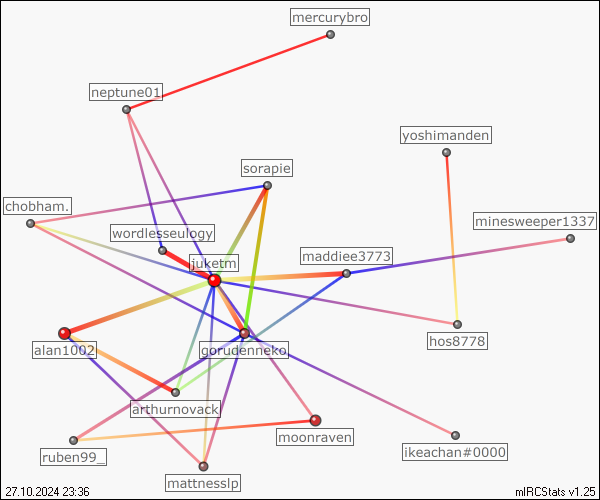 mercurybro
neptune01
yoshimanden
sorapie
chobham.
minesweeper1337
wordlesseulogy
maddiee3773
juketm
hos8778
alan1002
gorudenneko
arthurnovack
moonraven
ikeachan#0000
ruben99_
mattnesslp
27.10.2024 23:36
mIRCStats v1.25